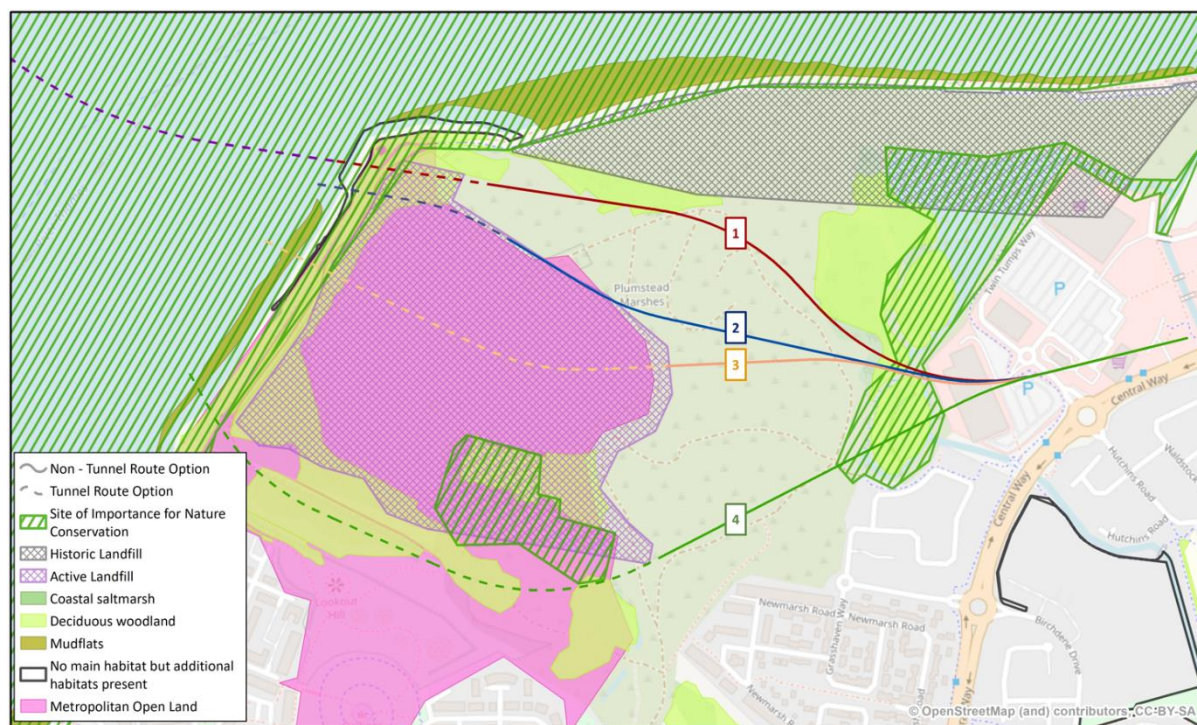 1
Twin Tumps Way
P
Plumstead
Marshes
2
3
P
Central Way
Hutchins Road
Waldstock
4
Central Way
Hutchins Road
Lookout
Hill
Newmarsh Road
Newmarsh Road
Grasshaven Way
Birchdene Drive
Newmarsh Road
Non - Tunnel Route Option
Tunnel Route Option
Site of Importance for Nature
Conservation
Historic Landfill
Active Landfill
Coastal saltmarsh
Deciduous woodland
Mudflats
No main habitat but additional
habitats present
Metropolitan Open Land
© OpenStreetMap (and) contributors, CC-BY-SA